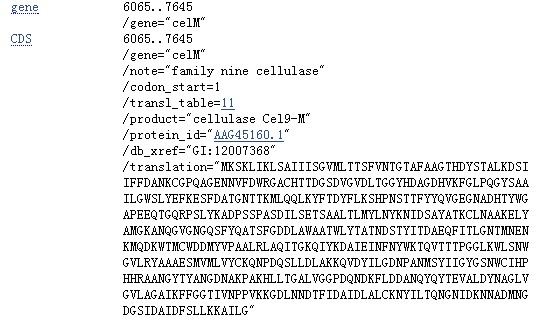 gene 6065..7645
/gene="celM"
CDS 6065..7645
/gene="celM"
/note="family nine cellulase"
/codon_start=1
/transl_table=11
/product="cellulase Cel9-M"
/protein_id="AAG45160.1"
/db_xref="GI:12007368"
/translation="MKSKLIKLSAIIISGVMLTTSFVNTGTAFAAGTHDYSTALKDSI
IFFDANKCGPQAGENNVFDWRGACHTTDGSDVGVDLTGGYHDAGDHVKFGLPQGYSAA
ILGWSLYEFKESFDATGNTTKMLQQLKYFTDYFLKSHPNSTTFYYQVGEGNADHTYWG
APEEQTGQRPSLYKADPSSPASDILSETSAALTLMYLNYKNIDSAYATKCLNAAKELY
AMGKANQGVGNGQSFYQATSFGDDLAWAATWLYTATNDSTYITDAEQFITLGNTMNEN
KMQDKWTMCWDDMYVPAALRLAQITGKQIYKDAIEINFNYWKTQVTTTPGGLKWLSNW
GVLRYAAAESMVMLVYCKQNPDQSLLDLAKKQVDYILGDNPANMSYIIGYGSNWCIHP
HHRAANGYTYANGDNAKPAKHLLTGALVGGPDQNDKFLDDANQYQYTEVALDYNAGLV
GVLAGAIKFFGGTIVNPPVKKGDLNNDTFIDAIDLALCKNYILTQNGNIDKNNADMNG
DGSIDAIDFSLLKKAILG"